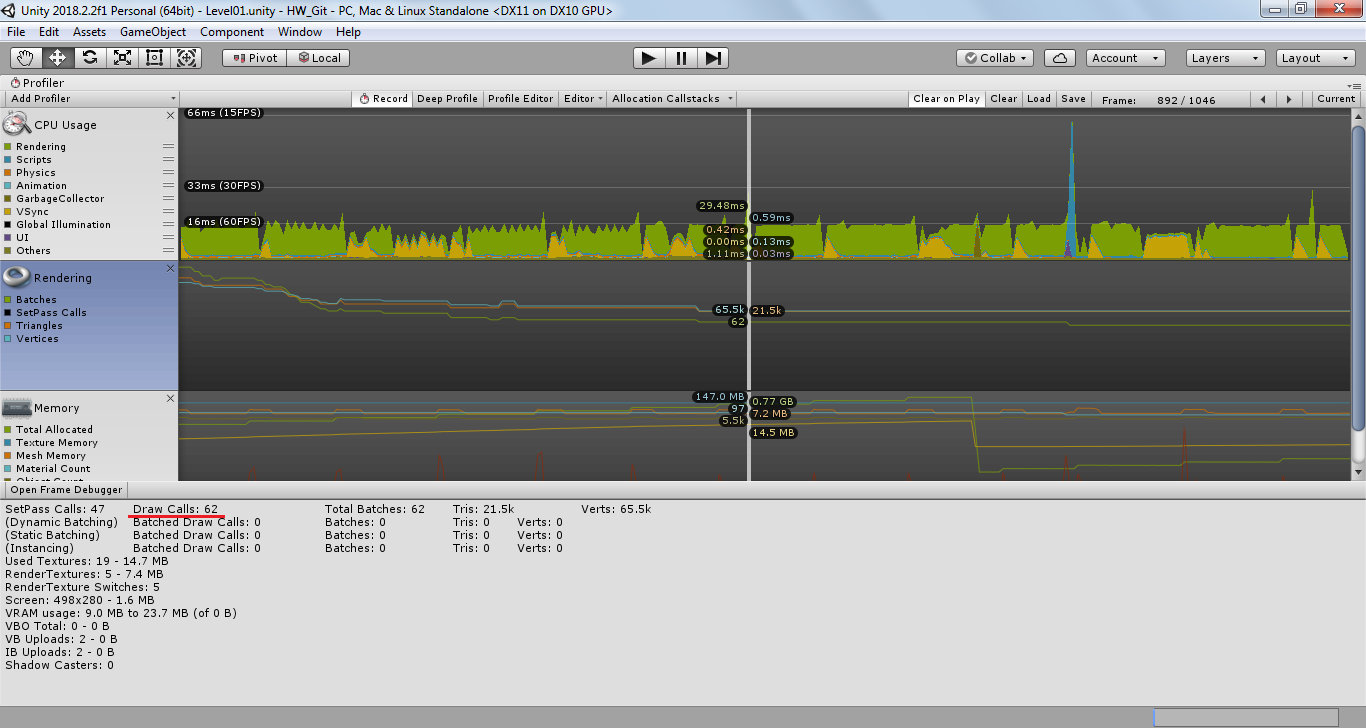 Unity 2018.2.2f1 Personal (64bit) - Level01.unity - HW_Git - PC, Mac & Linux Standalone <DX11 on DX10 GPU>
File Edit Assets GameObject Component Window Help
Pivot Local Collab Account Layers Layout
Profiler
Add Profiler Record Deep Profile Profile Editor Editor Allocation Callstacks Clear on Play Clear Load Save Frame: 892 / 1046 Current
CPU Usage
Rendering
Scripts
Physics
Animation
GarbageCollector
VSync
Global Illumination
UI
Others
66ms (15FPS)
33ms (30FPS)
16ms (60FPS)
29.48ms
0.59ms
0.42ms
0.00ms 0.13ms
1.11ms 0.03ms
Rendering
Batches
SetPass Calls
Triangles
Vertices
65.5k 21.5k
62
Memory
Total Allocated
Texture Memory
Mesh Memory
Material Count
Object Count
147.0 MB 0.77 GB
97 7.2 MB
5.5k
14.5 MB
Open Frame Debugger
SetPass Calls: 47 Draw Calls: 62 Total Batches: 62 Tris: 21.5k Verts: 65.5k
(Dynamic Batching) Batched Draw Calls: 0 Batches: 0 Tris: 0 Verts: 0
(Static Batching) Batched Draw Calls: 0 Batches: 0 Tris: 0 Verts: 0
(Instancing) Batched Draw Calls: 0 Batches: 0 Tris: 0 Verts: 0
Used Textures: 19 - 14.7 MB
RenderTextures: 5 - 7.4 MB
RenderTexture Switches: 5
Screen: 498x280 - 1.6 MB
VRAM usage: 9.0 MB to 23.7 MB (of 0 B)
VBO Total: 0 - 0 B
VB Uploads: 2 - 0 B
IB Uploads: 2 - 0 B
Shadow Casters: 0